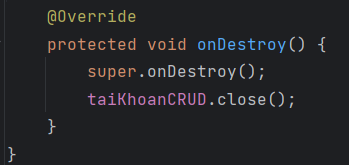 @Override
protected void onDestroy() {
super.onDestroy();
taiKhoanCRUD.close();
}
}